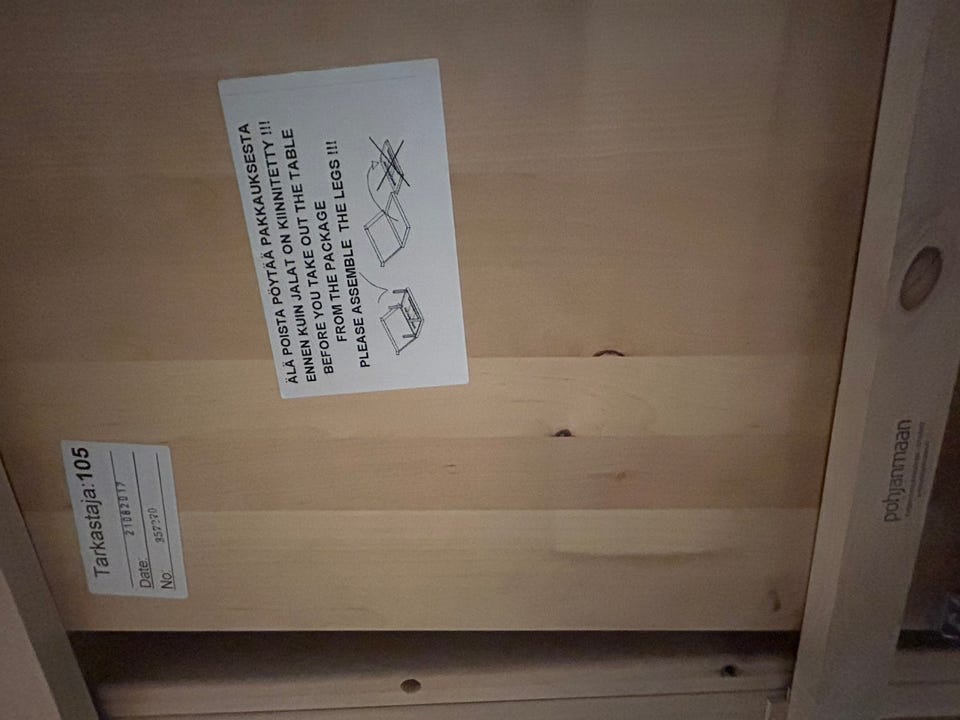 ÄLÄ POISTA PÖYTÄÄ PAKKAUKSESTA
ENNEN KUIN JALAT ON KIINNITETTY !!!
BEFORE YOU TAKE OUT THE TABLE
FROM THE PACKAGE
PLEASE ASSEMBLE THE LEGS !!!
Tarkastaja:105
21082017
Date:
No:
pohjanmaan